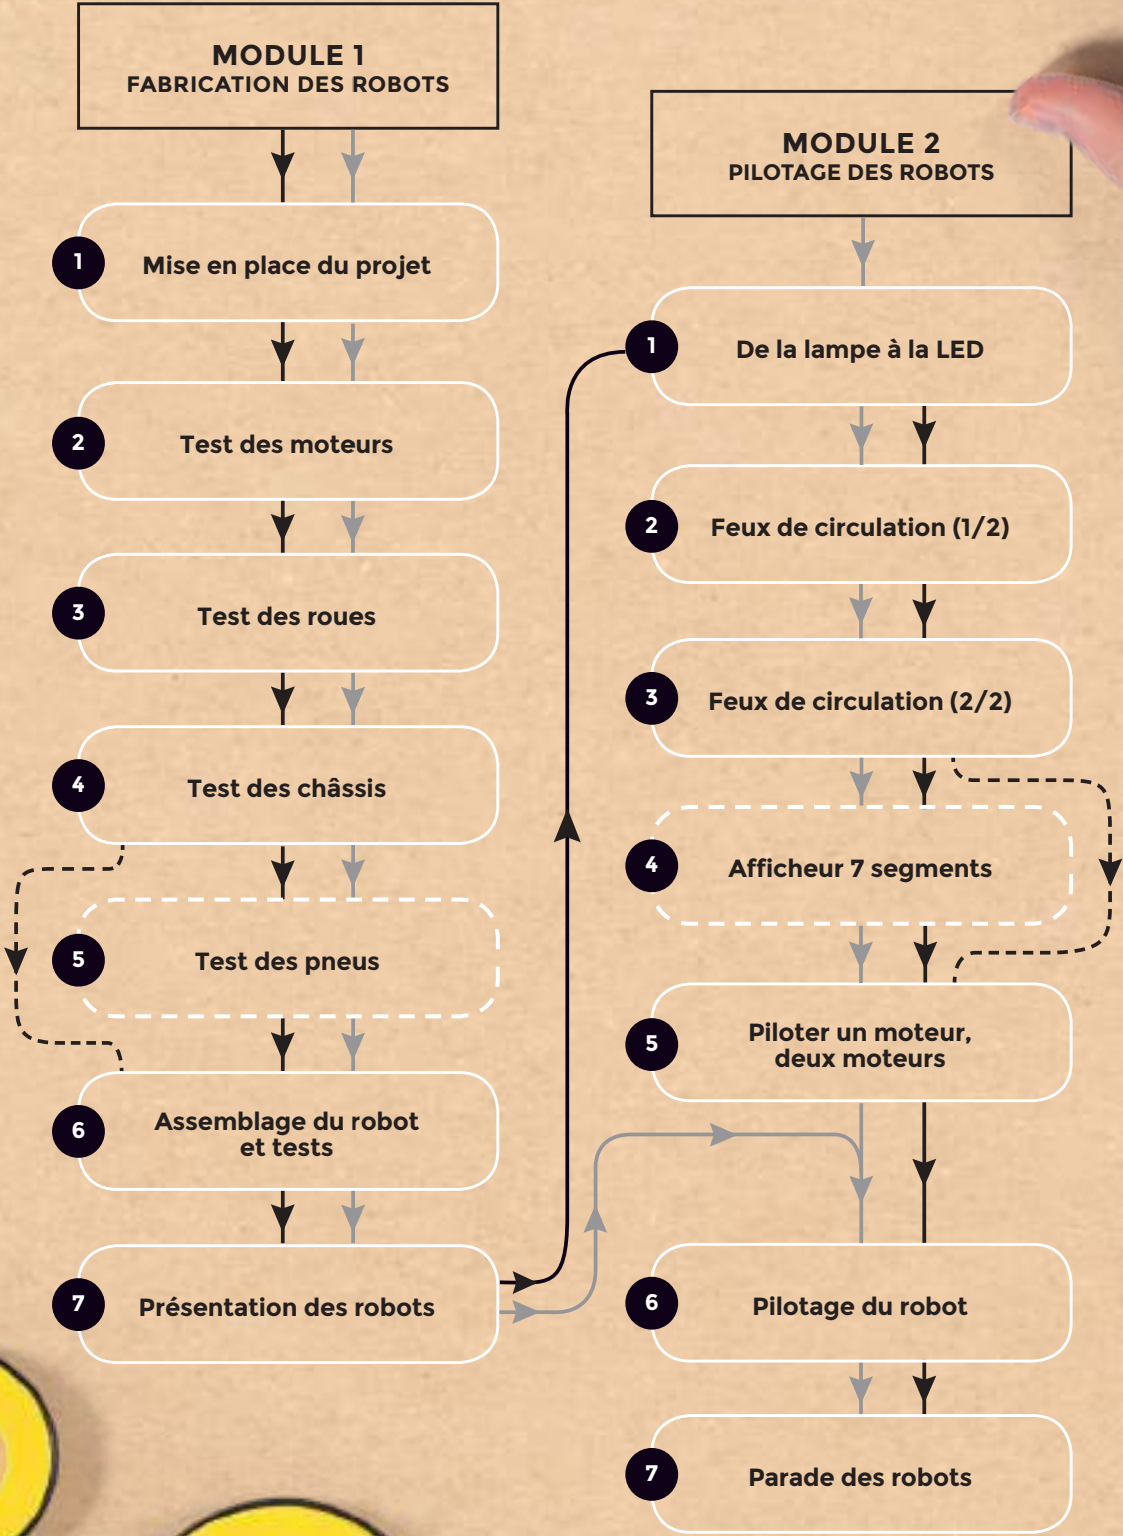 MODULE 1
FABRICATION DES ROBOTS
1
Mise en place du projet
2
Test des moteurs
3
Test des roues
4
Test des châssis
5
Test des pneus
6
Assemblage du robot
et tests
7
Présentation des robots
MODULE 2
PILOTAGE DES ROBOTS
1
De la lampe à la LED
2
Feux de circulation (1/2)
3
Feux de circulation (2/2)
4
Afficheur 7 segments
5
Piloter un moteur,
deux moteurs
6
Pilotage du robot
7
Parade des robots